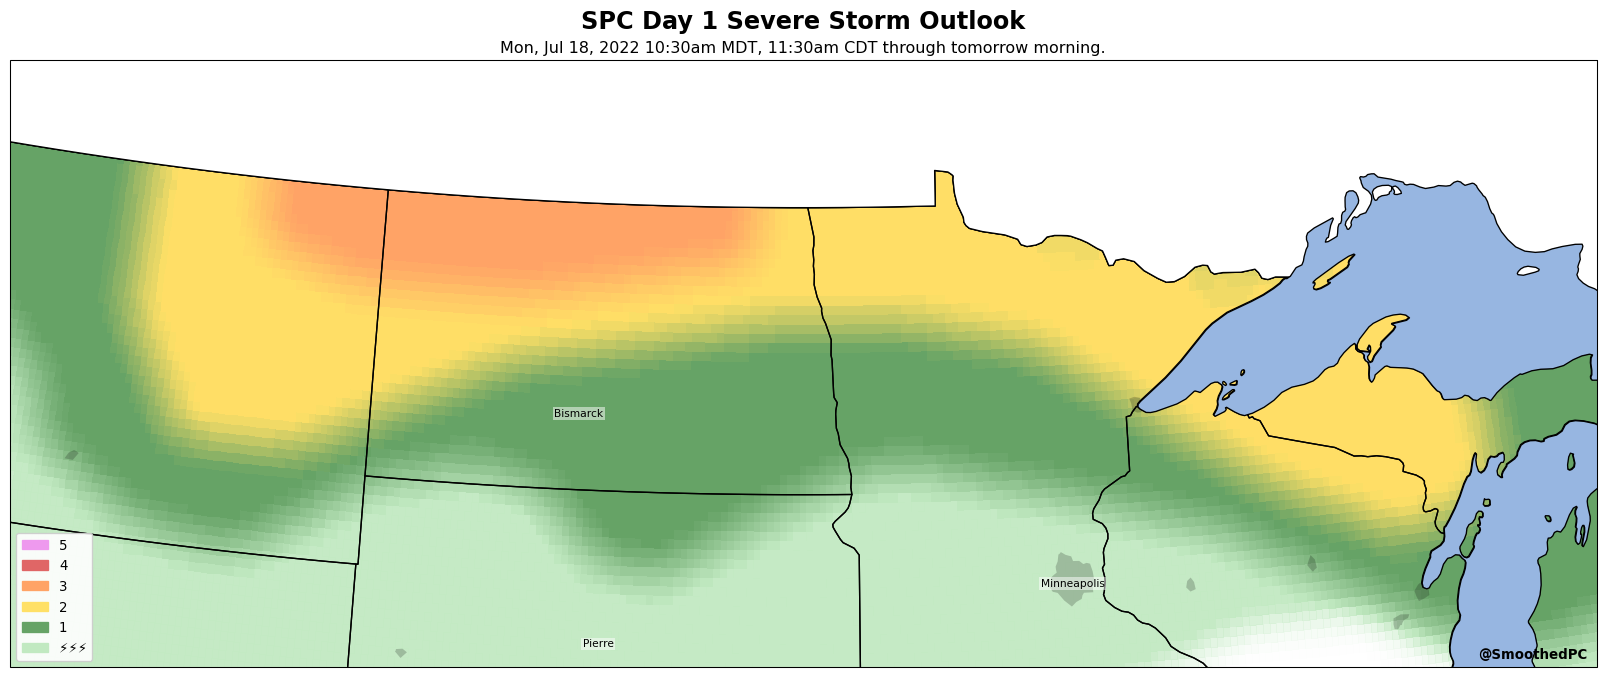 SPC Day 1 Severe Storm Outlook
Mon, Jul 18, 2022 10:30am MDT, 11:30am CDT through tomorrow morning.
Bismarck
Minneapolis
Pierre
5
4
3
2
1
⚡⚡⚡
@SmoothedPC